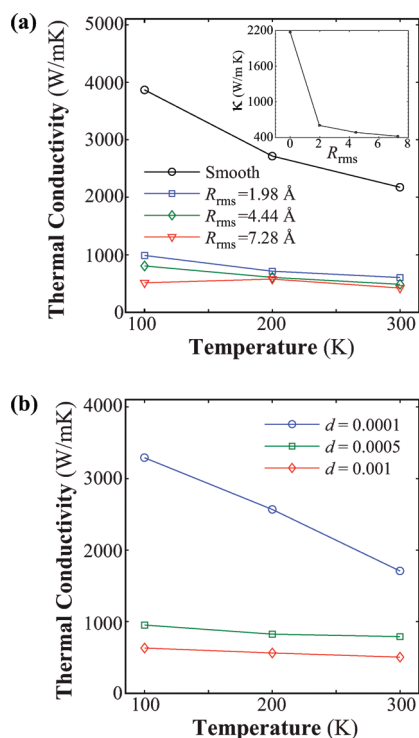 (a)
Thermal Conductivity (W/mK)
5000
4000
3000
2000
1000
0
κ (W/m K)
2200
1600
1000
400
0 2 4 6 8
Rrms
Smooth
Rrms=1.98 Å
Rrms=4.44 Å
Rrms=7.28 Å
100 200 300
Temperature (K)
(b)
Thermal Conductivity (W/mK)
4000
3000
2000
1000
0
d = 0.0001
d = 0.0005
d = 0.001
100 200 300
Temperature (K)